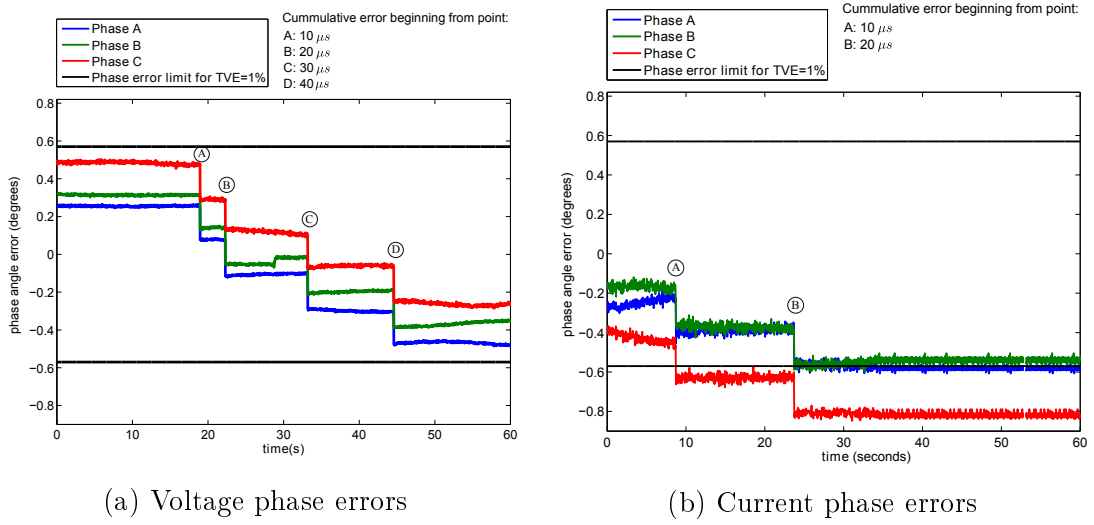 Phase A
Phase B
Phase C
Phase error limit for TVE=1%
Cummulative error beginning from point:
A: 10 μs
B: 20 μs
C: 30 μs
D: 40 μs
0.8
0.6
0.4
0.2
0
−0.2
−0.4
−0.6
−0.8
phase angle error (degrees)
A
B
C
D
0 10 20 30 40 50 60
time(s)
(a) Voltage phase errors
Phase A
Phase B
Phase C
Phase error limit for TVE=1%
Cummulative error beginning from point:
A: 10 μs
B: 20 μs
0.8
0.6
0.4
0.2
0
−0.2
−0.4
−0.6
−0.8
phase angle error (degrees)
A
B
0 10 20 30 40 50 60
time (seconds)
(b) Current phase errors